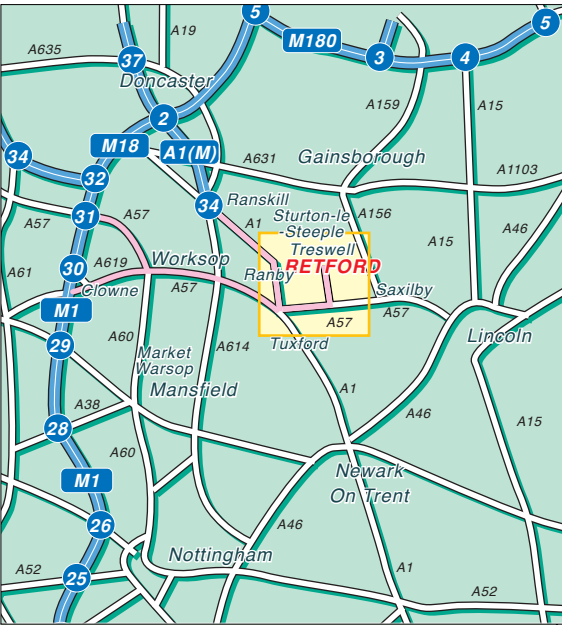 5
5
A19
M180
A635
37
3
4
Doncaster
A159
A15
2
M18
A1(M)
34
A631
Gainsborough
A1103
32
34
Ranskill
A57
31
A57
A1
Sturton-le
-Steeple
A156
A46
A15
Treswell
A61
30
A619
Worksop
Ranby
RETFORD
Clowne
A57
Saxilby
M1
A57
A57
29
A60
A614
Tuxford
Lincoln
Market
Warsop
Mansfield
A1
A38
A46
A15
28
A60
M1
Newark
On Trent
26
A46
Nottingham
A52
25
A1
A52